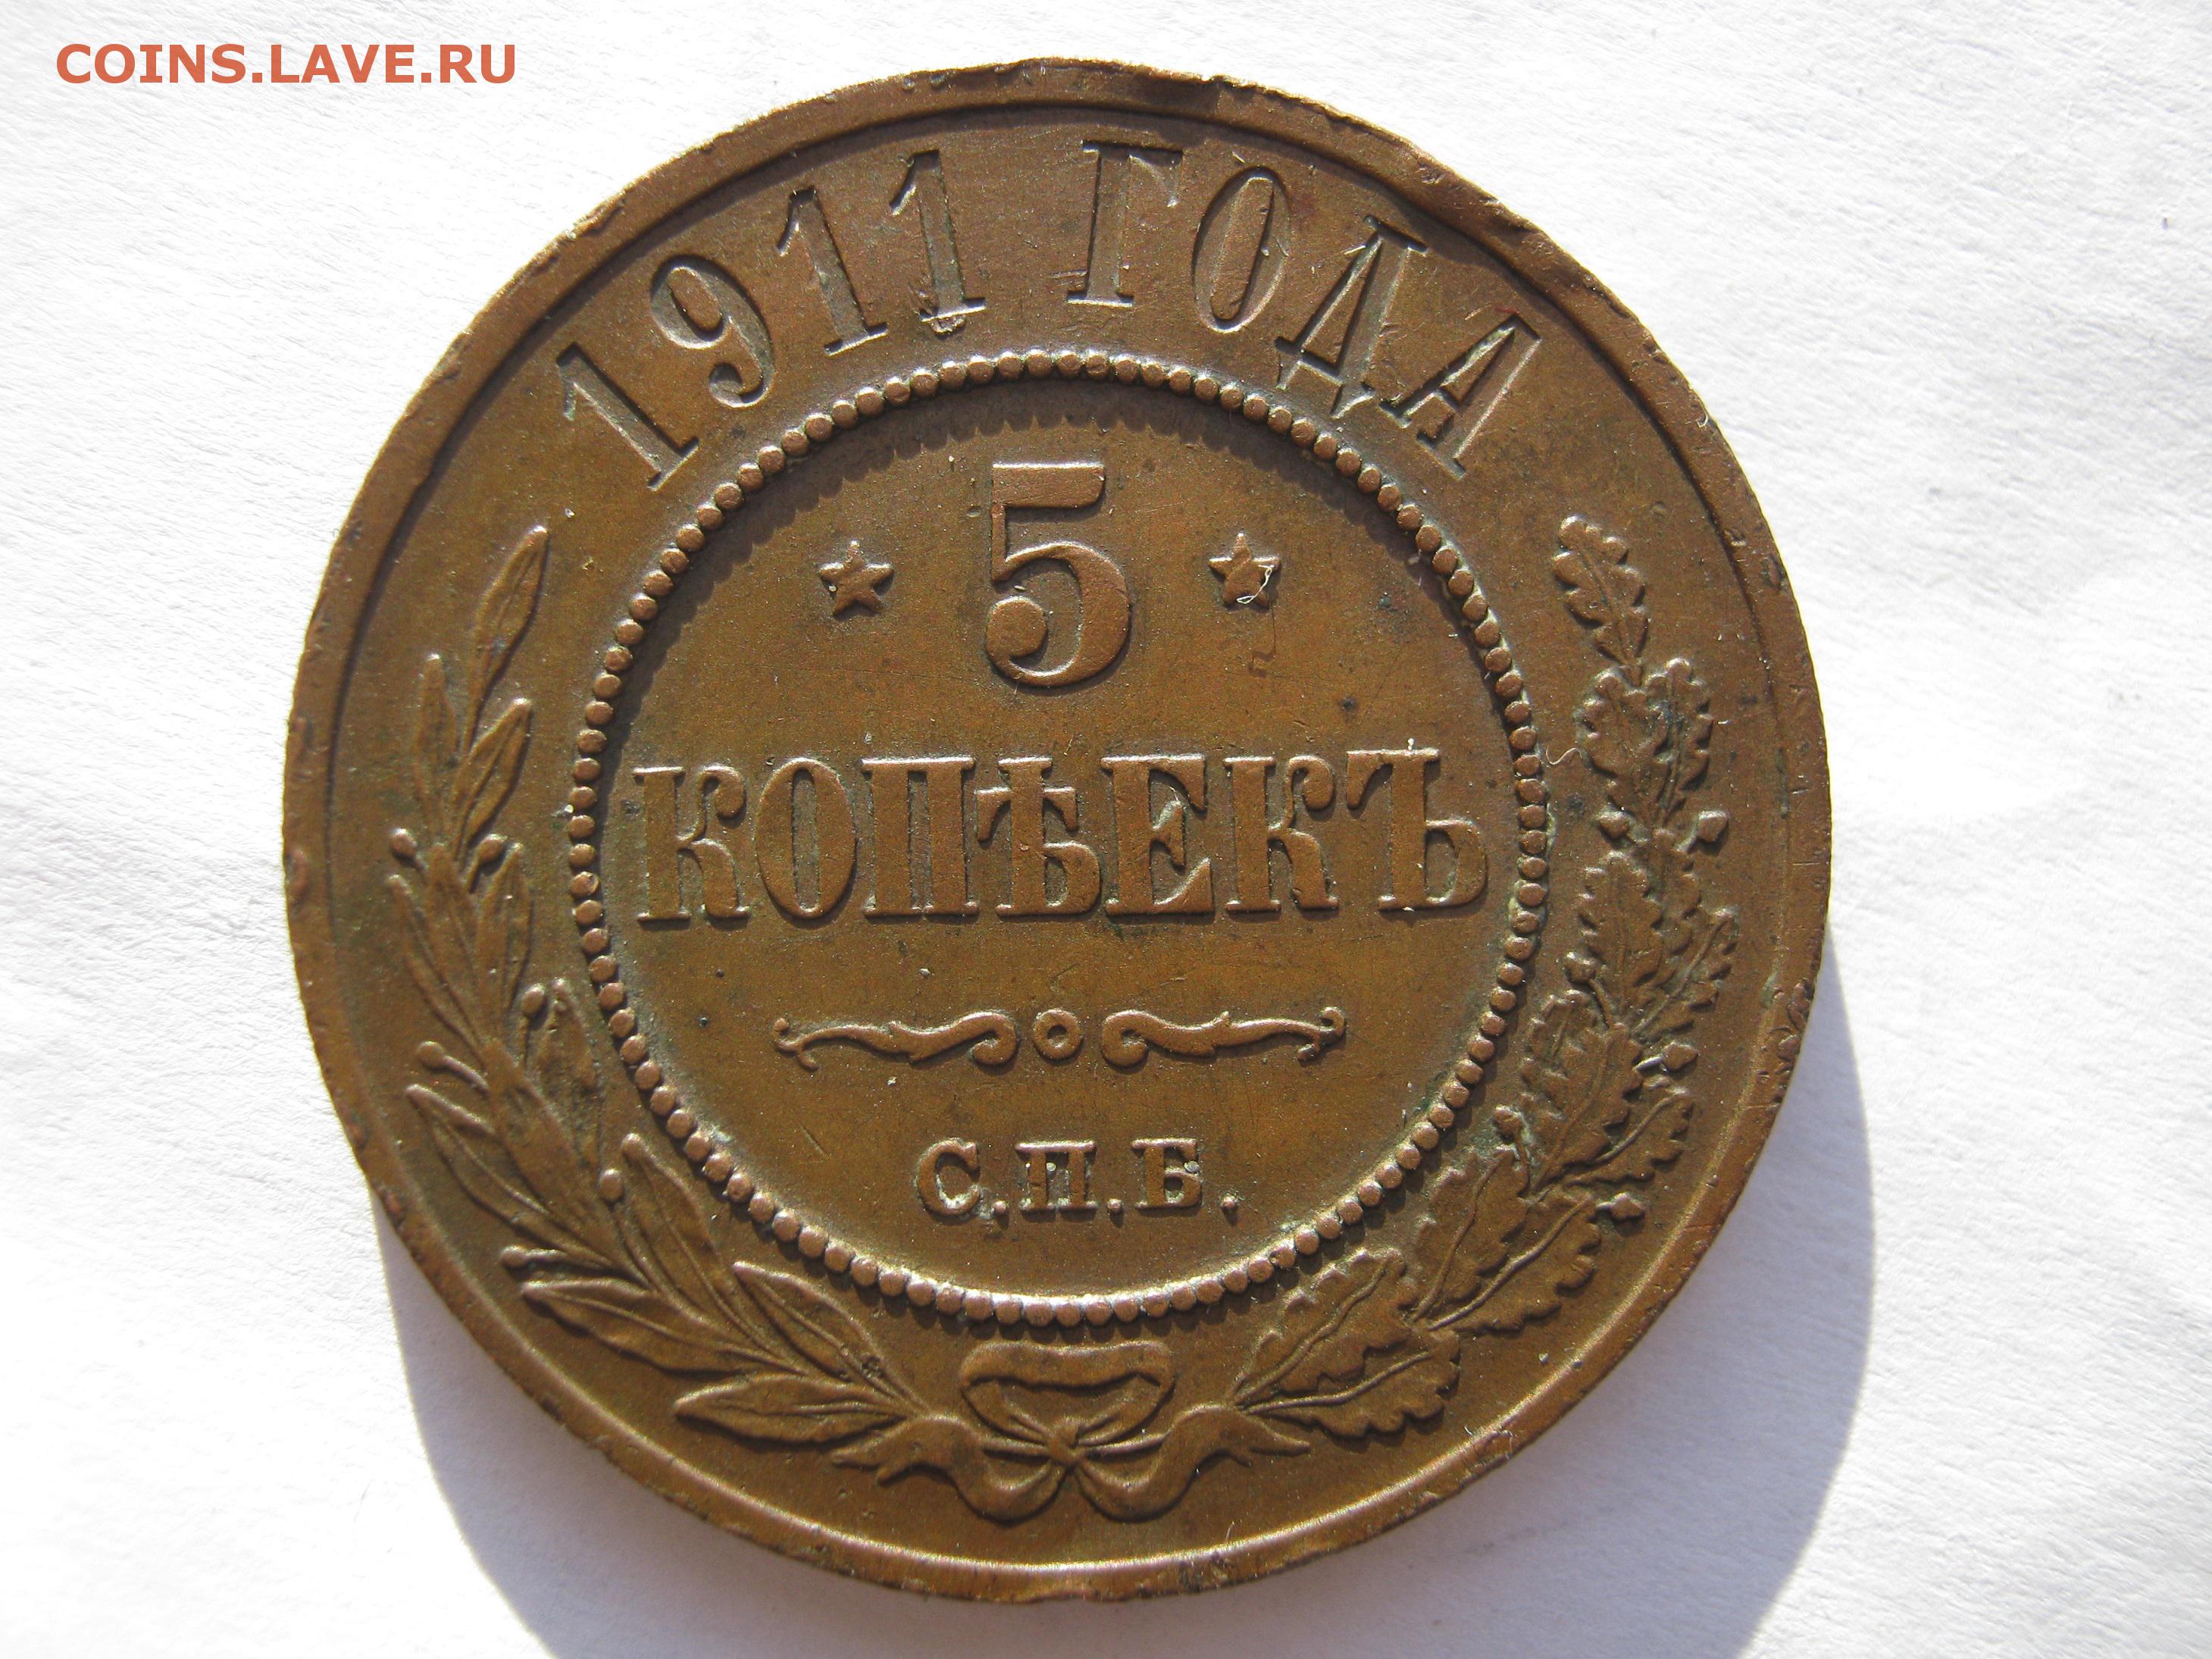 COINS.LAVE.RU
1911 ГОДА
5
КОПѢЕКЪ
С.П.Б.